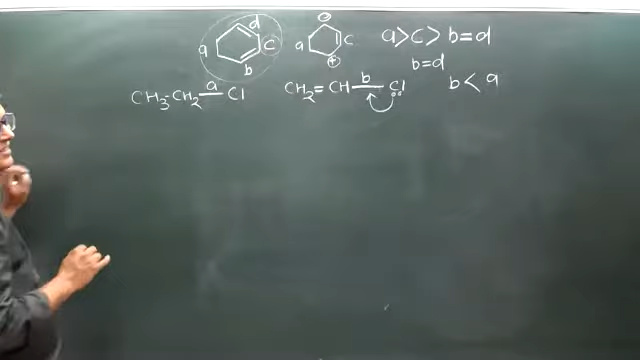 d
a c b
⊖
a c
⊕
a > c > b = d
b = d
CH₃-CH₂ —a— Cl
CH₂ = CH —b— Cl
b < a